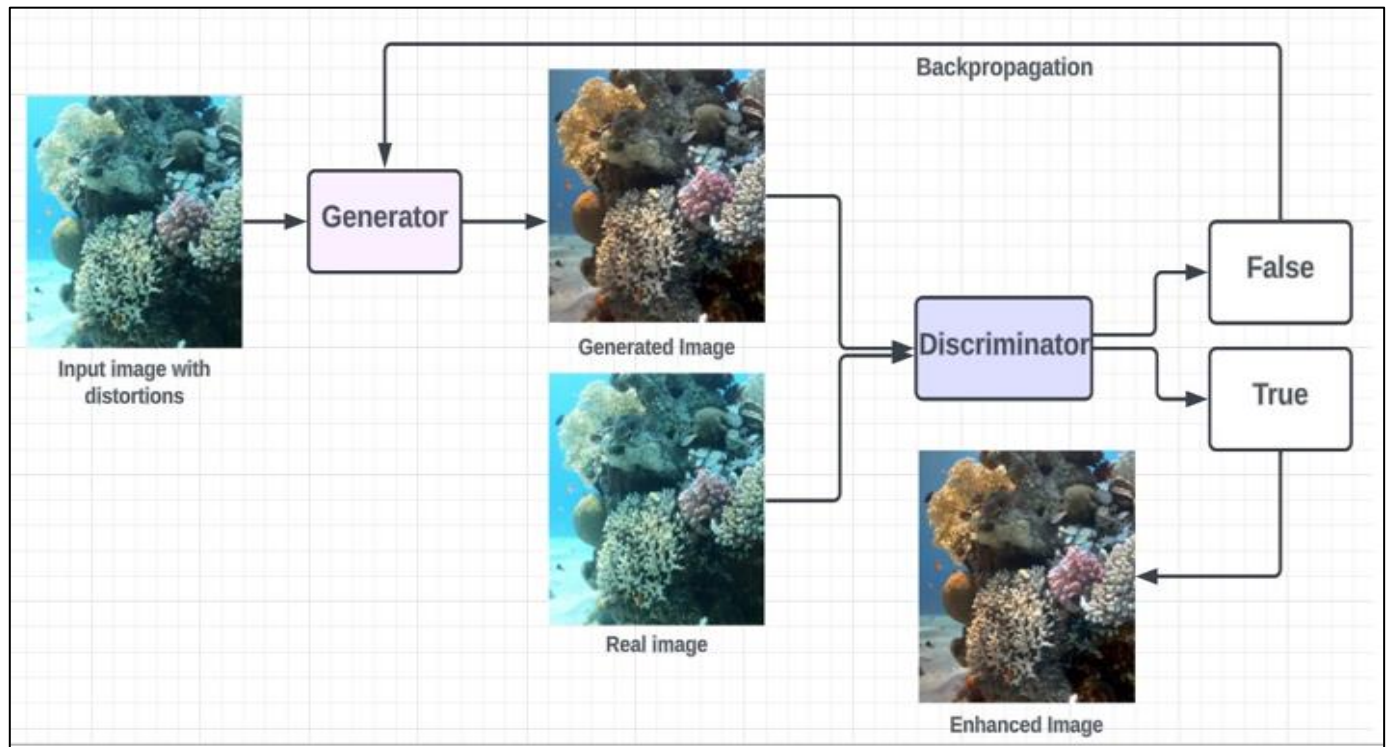 Backpropagation
Generator
False
Discriminator
Generated Image
Input image with
distortions
True
Real image
Enhanced Image